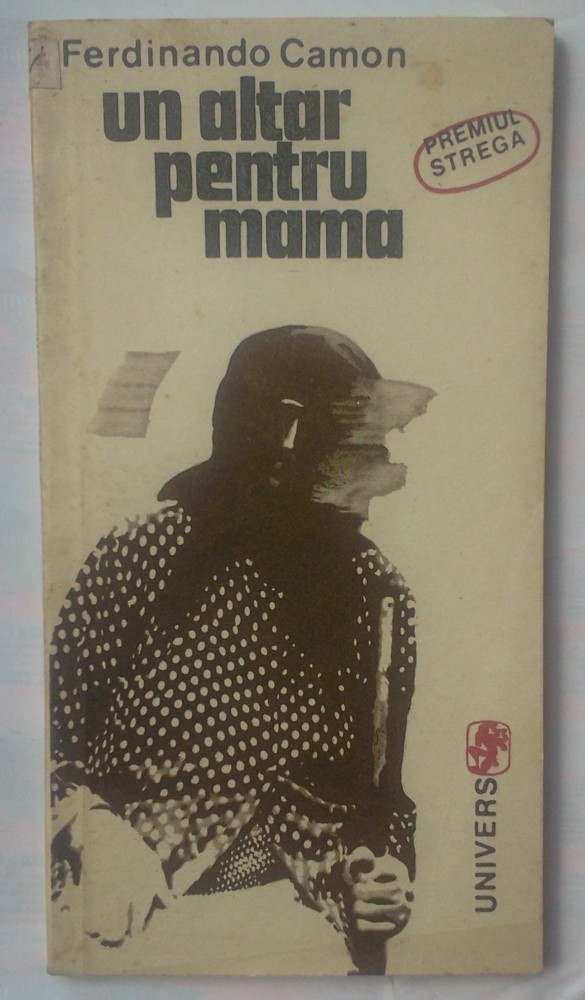 Ferdinando Camon
un altar
pentru
mama
PREMIUL
STREGA
UNIVERS